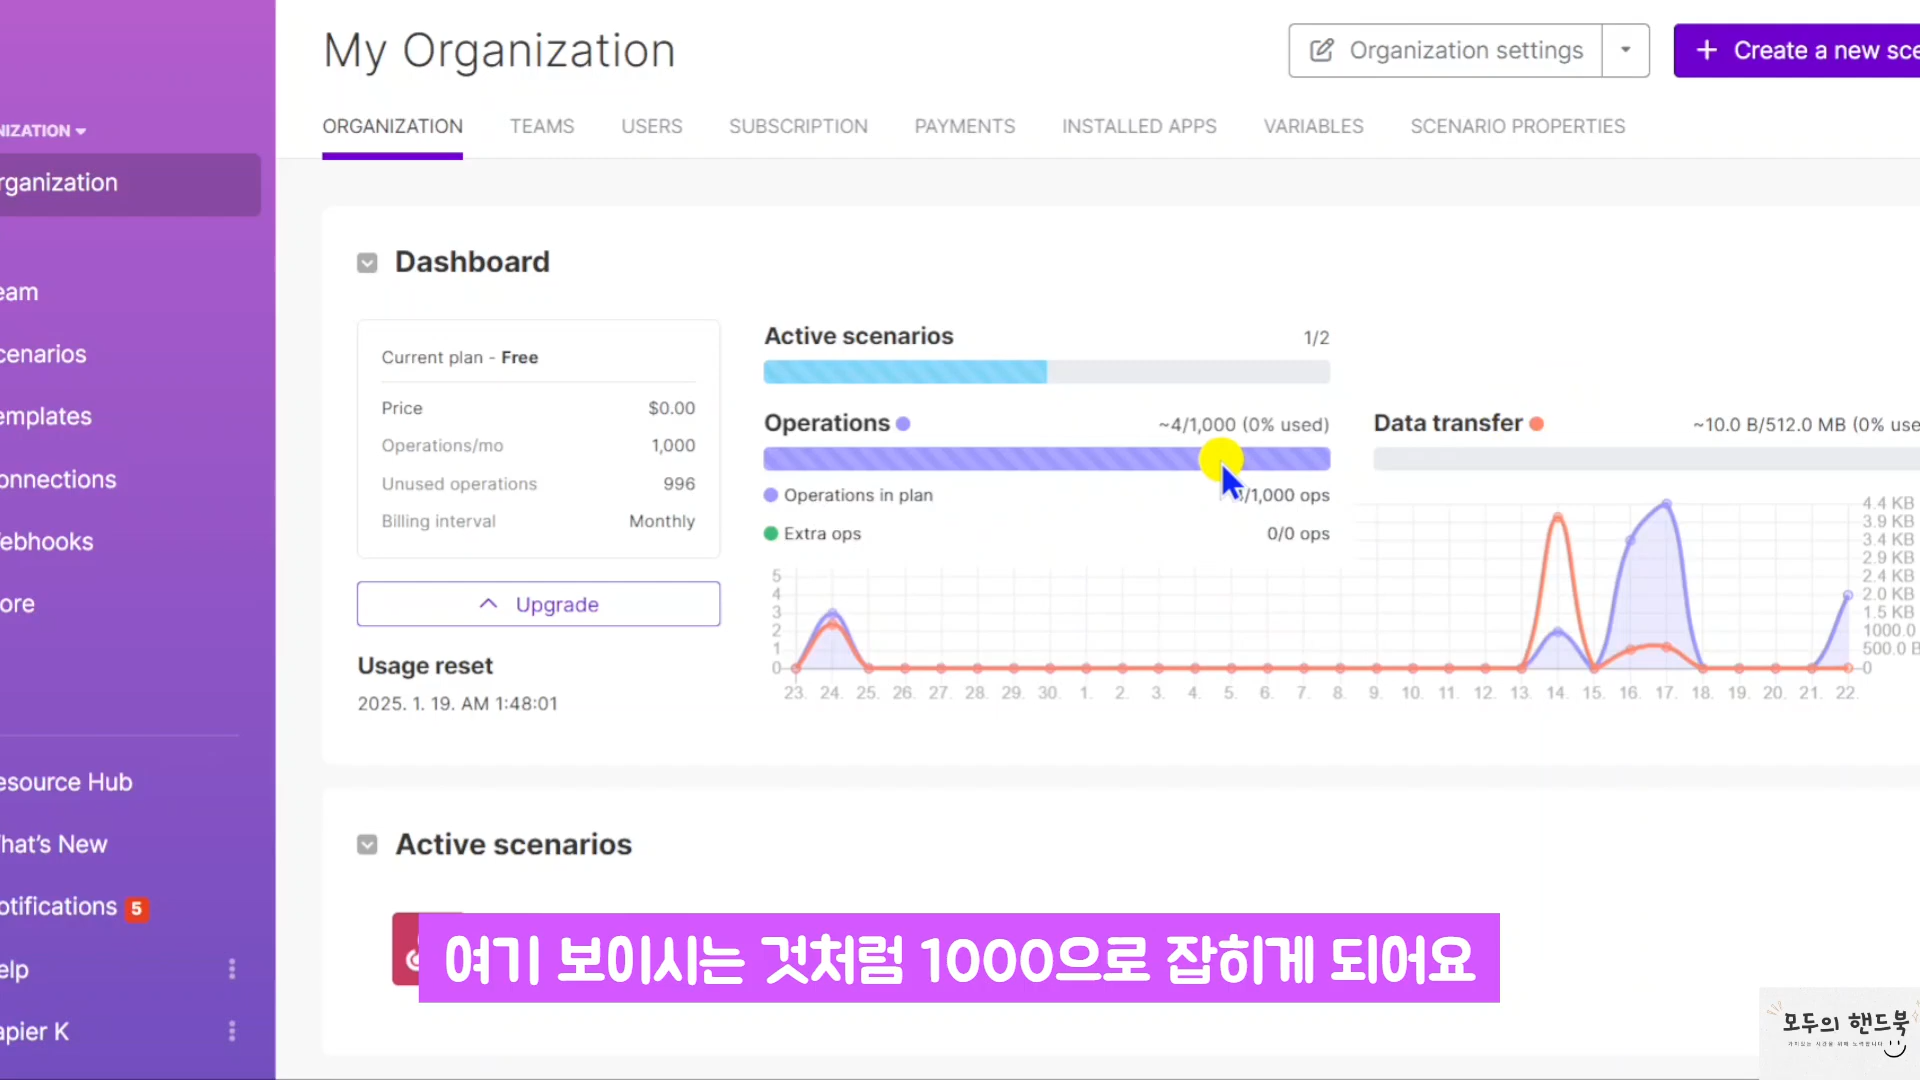 My Organization
Organization settings
+ Create a new sce
NIZATION
ORGANIZATION TEAMS USERS SUBSCRIPTION PAYMENTS INSTALLED APPS VARIABLES SCENARIO PROPERTIES
rganization
eam
cenarios
emplates
onnections
ebhooks
ore
esource Hub
hat's New
otifications 5
elp
apier K
Dashboard
Current plan - Free
Price $0.00
Operations/mo 1,000
Unused operations 996
Billing interval Monthly
Upgrade
Usage reset
2025. 1. 19. AM 1:48:01
Active scenarios 1/2
Operations ~4/1,000 (0% used)
Operations in plan /1,000 ops
Extra ops 0/0 ops
Data transfer ~10.0 B/512.0 MB (0% use
5
4
3
2
1
0
4.4 KB
3.9 KB
3.4 KB
2.9 KB
2.4 KB
2.0 KB
1.5 KB
1000.0
500.0 B
0
23. 24. 25. 26. 27. 28. 29. 30. 1. 2. 3. 4. 5. 6. 7. 8. 9. 10. 11. 12. 13. 14. 15. 16. 17. 18. 19. 20. 21. 22.
Active scenarios
여기 보이시는 것처럼 1000으로 잡히게 되어요
모두의 핸드북